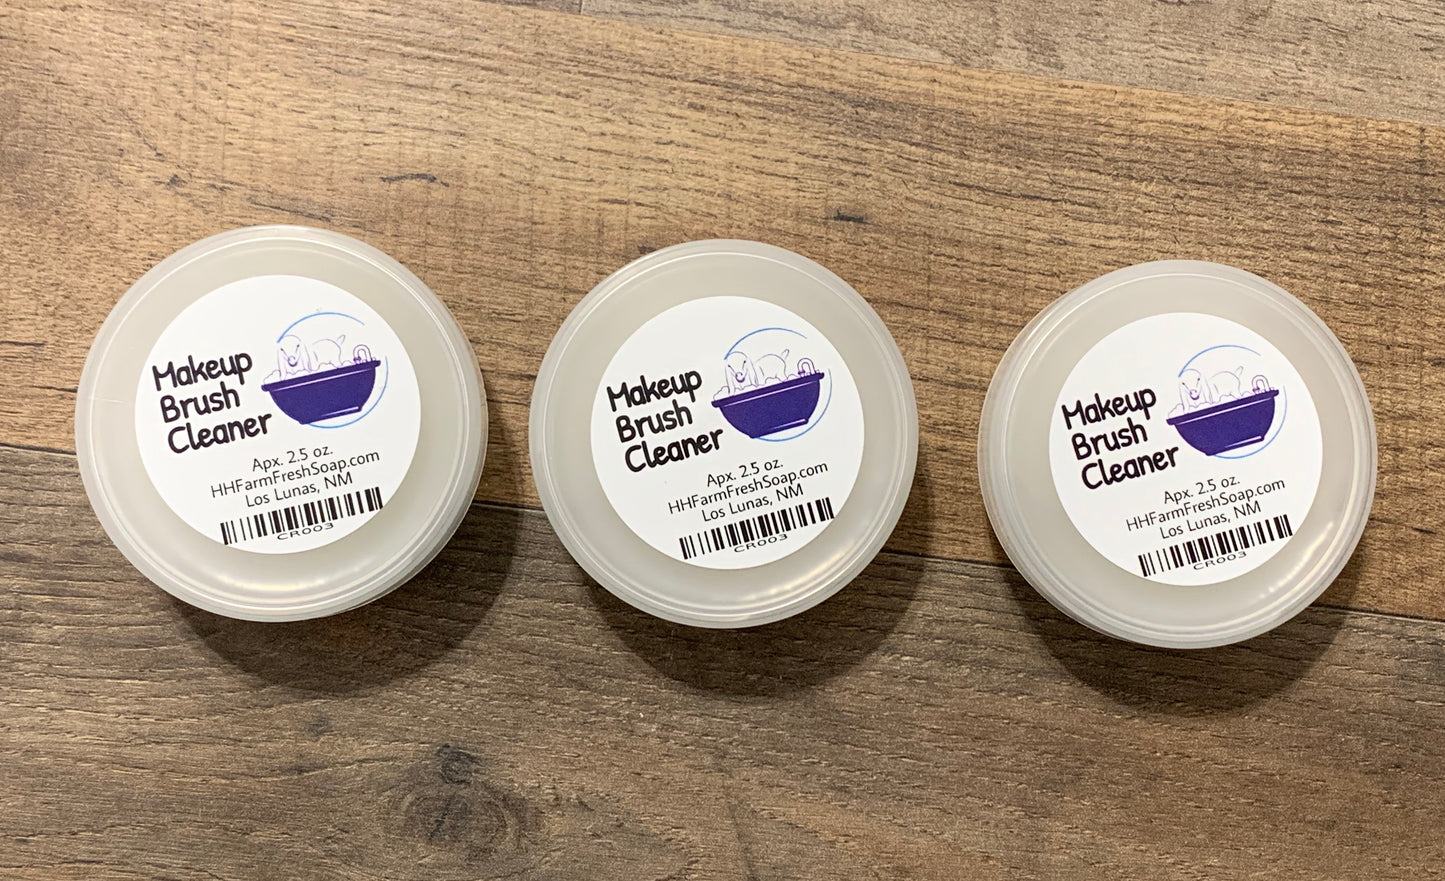 Makeup
Brush
Cleaner
Apx. 2.5 oz.
HHFarmFreshSoap.com
Los Lunas, NM
CR003
Makeup
Brush
Cleaner
Apx. 2.5 oz.
HHFarmFreshSoap.com
Los Lunas, NM
CR003
Makeup
Brush
Cleaner
Apx. 2.5 oz.
HHFarmFreshSoap.com
Los Lunas, NM
CR003